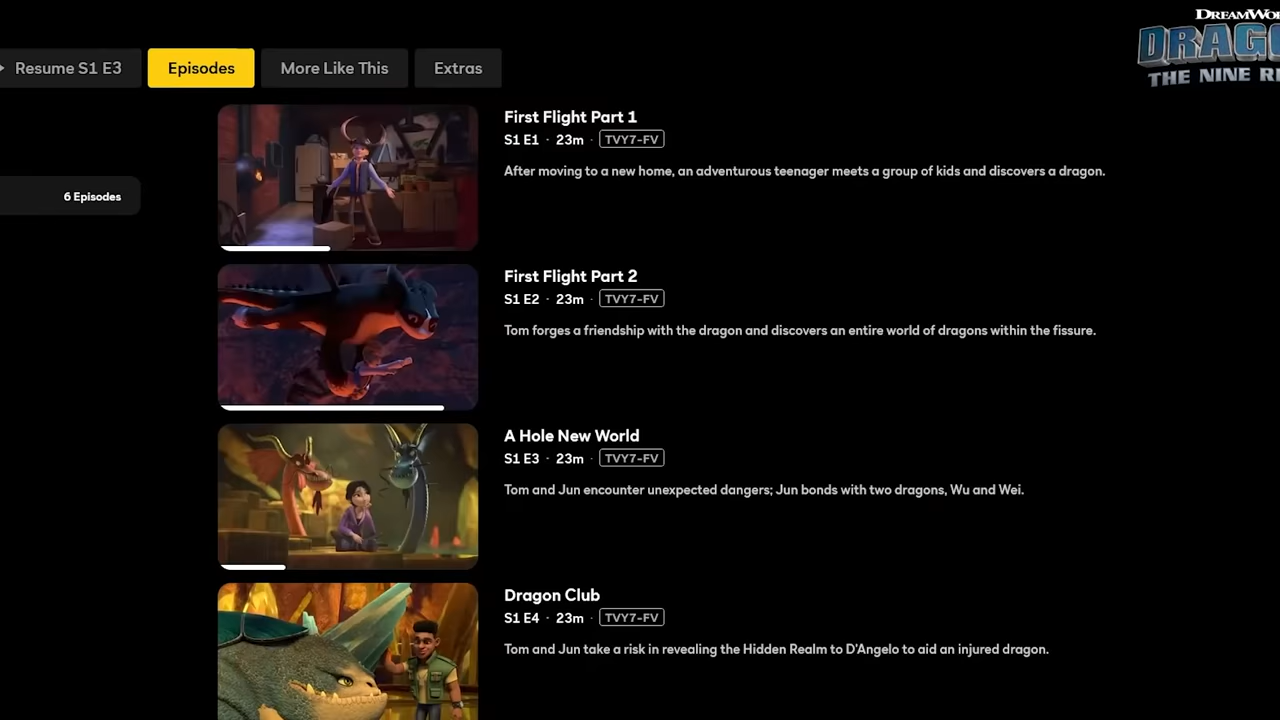 DREAMWO
DRAGO
THE NINE RE
Resume S1 E3
Episodes
More Like This
Extras
6 Episodes
First Flight Part 1
S1 E1 · 23m · TVY7-FV
After moving to a new home, an adventurous teenager meets a group of kids and discovers a dragon.
First Flight Part 2
S1 E2 · 23m · TVY7-FV
Tom forges a friendship with the dragon and discovers an entire world of dragons within the fissure.
A Hole New World
S1 E3 · 23m · TVY7-FV
Tom and Jun encounter unexpected dangers; Jun bonds with two dragons, Wu and Wei.
Dragon Club
S1 E4 · 23m · TVY7-FV
Tom and Jun take a risk in revealing the Hidden Realm to D'Angelo to aid an injured dragon.